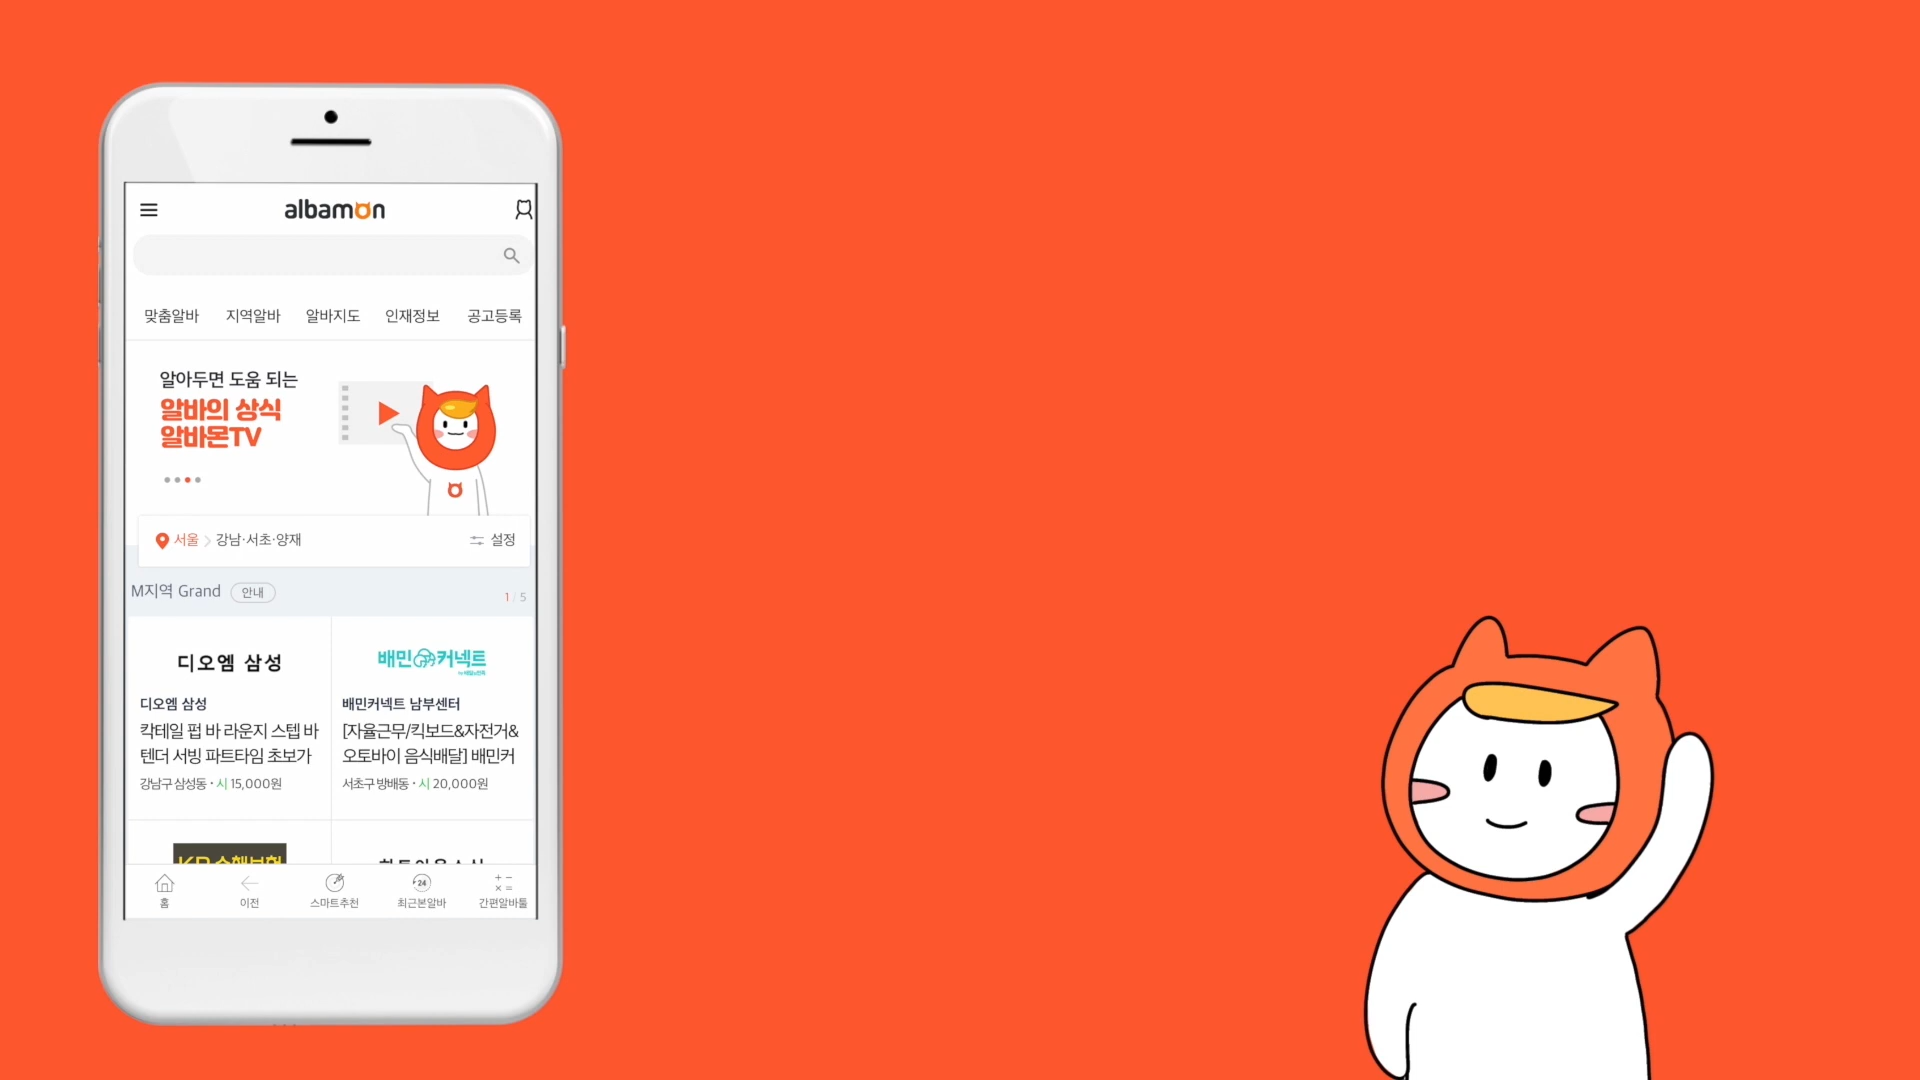 albamon
맞춤알바 지역알바 알바지도 인재정보 공고등록
알아두면 도움 되는
알바의 상식
알바몬TV
서울 강남·서초·양재 설정
M지역 Grand 안내 1 / 5
디오엠 삼성
디오엠 삼성
칵테일 펍 바 라운지 스텝 바
텐더 서빙 파트타임 초보가
강남구 삼성동 · 시 15,000원
배민커넥트
배민커넥트 남부센터
[자율근무/킥보드&자전거&
오토바이 음식배달] 배민커
서초구 방배동 · 시 20,000원
KB손해보험
홈 이전 스마트추천 최근본알바 간편알바툴
24